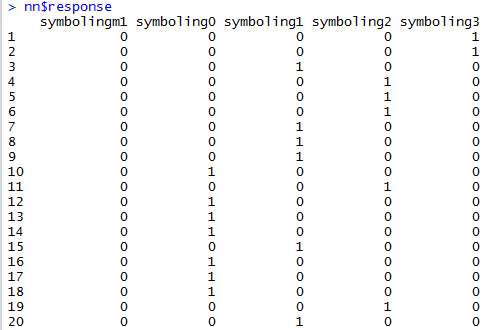 > nn$response
symbolingm1 symboling0 symboling1 symboling2 symboling3
1 0 0 0 0 1
2 0 0 0 0 1
3 0 0 1 0 0
4 0 0 0 1 0
5 0 0 0 1 0
6 0 0 0 1 0
7 0 0 1 0 0
8 0 0 1 0 0
9 0 0 1 0 0
10 0 1 0 0 0
11 0 0 0 1 0
12 0 1 0 0 0
13 0 1 0 0 0
14 0 1 0 0 0
15 0 0 1 0 0
16 0 1 0 0 0
17 0 1 0 0 0
18 0 1 0 0 0
19 0 0 0 1 0
20 0 0 1 0 0